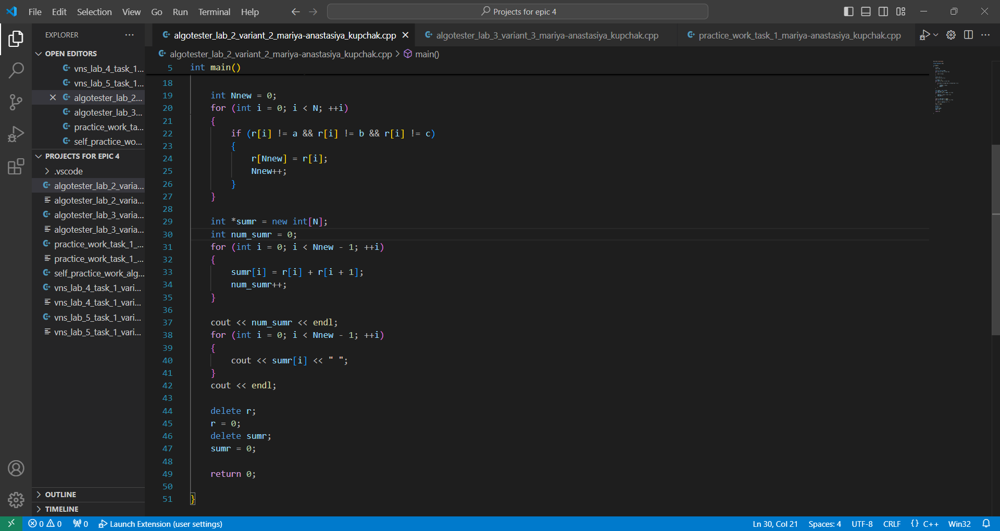 File Edit Selection View Go Run Terminal Help
Projects for epic 4
EXPLORER
OPEN EDITORS
vns_lab_4_task_1...
vns_lab_5_task_1...
algotester_lab_2...
algotester_lab_3...
practice_work_ta...
self_practice_wo...
PROJECTS FOR EPIC 4
.vscode
algotester_lab_2_varia...
algotester_lab_2_varia...
algotester_lab_3_varia...
algotester_lab_3_varia...
practice_work_task_1_...
practice_work_task_1_...
self_practice_work_alg...
vns_lab_4_task_1_vari...
vns_lab_4_task_1_vari...
vns_lab_5_task_1_vari...
vns_lab_5_task_1_vari...
OUTLINE
TIMELINE
algotester_lab_2_variant_2_mariya-anastasiya_kupchak.cpp
algotester_lab_3_variant_3_mariya-anastasiya_kupchak.cpp
practice_work_task_1_mariya-anastasiya_kupchak.cpp
algotester_lab_2_variant_2_mariya-anastasiya_kupchak.cpp > main()
5 int main()
18
19 int Nnew = 0;
20 for (int i = 0; i < N; ++i)
21 {
22 if (r[i] != a && r[i] != b && r[i] != c)
23 {
24 r[Nnew] = r[i];
25 Nnew++;
26 }
27 }
28
29 int *sumr = new int[N];
30 int num_sumr = 0;
31 for (int i = 0; i < Nnew - 1; ++i)
32 {
33 sumr[i] = r[i] + r[i + 1];
34 num_sumr++;
35 }
36
37 cout << num_sumr << endl;
38 for (int i = 0; i < Nnew - 1; ++i)
39 {
40 cout << sumr[i] << " ";
41 }
42 cout << endl;
43
44 delete r;
45 r = 0;
46 delete sumr;
47 sumr = 0;
48
49 return 0;
50
51 }
0 0 0 Launch Extension (user settings)
Ln 30, Col 21 Spaces: 4 UTF-8 CRLF {} C++ Win32